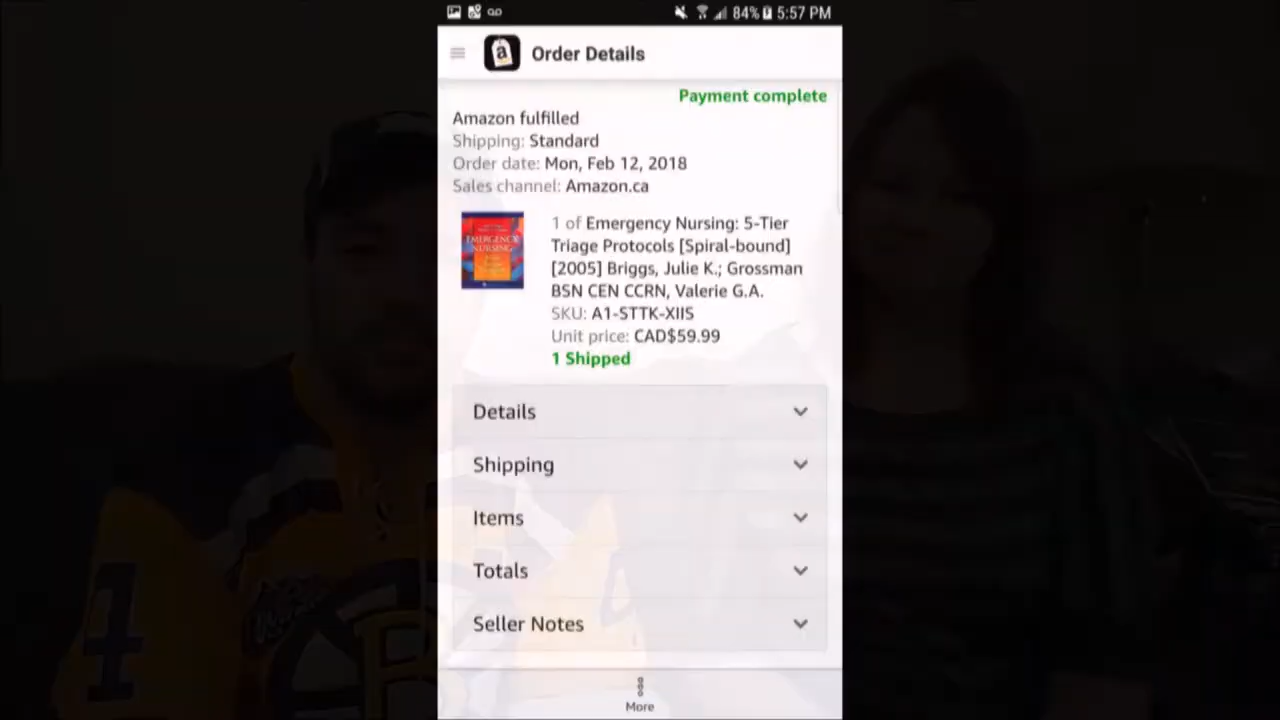 84% 5:57 PM
a
Order Details
Payment complete
Amazon fulfilled
Shipping: Standard
Order date: Mon, Feb 12, 2018
Sales channel: Amazon.ca
EMERGENCY
NURSING
1 of Emergency Nursing: 5-Tier
Triage Protocols [Spiral-bound]
[2005] Briggs, Julie K.; Grossman
BSN CEN CCRN, Valerie G.A.
SKU: A1-STTK-XIIS
Unit price: CAD$59.99
1 Shipped
Details
Shipping
Items
Totals
Seller Notes
More